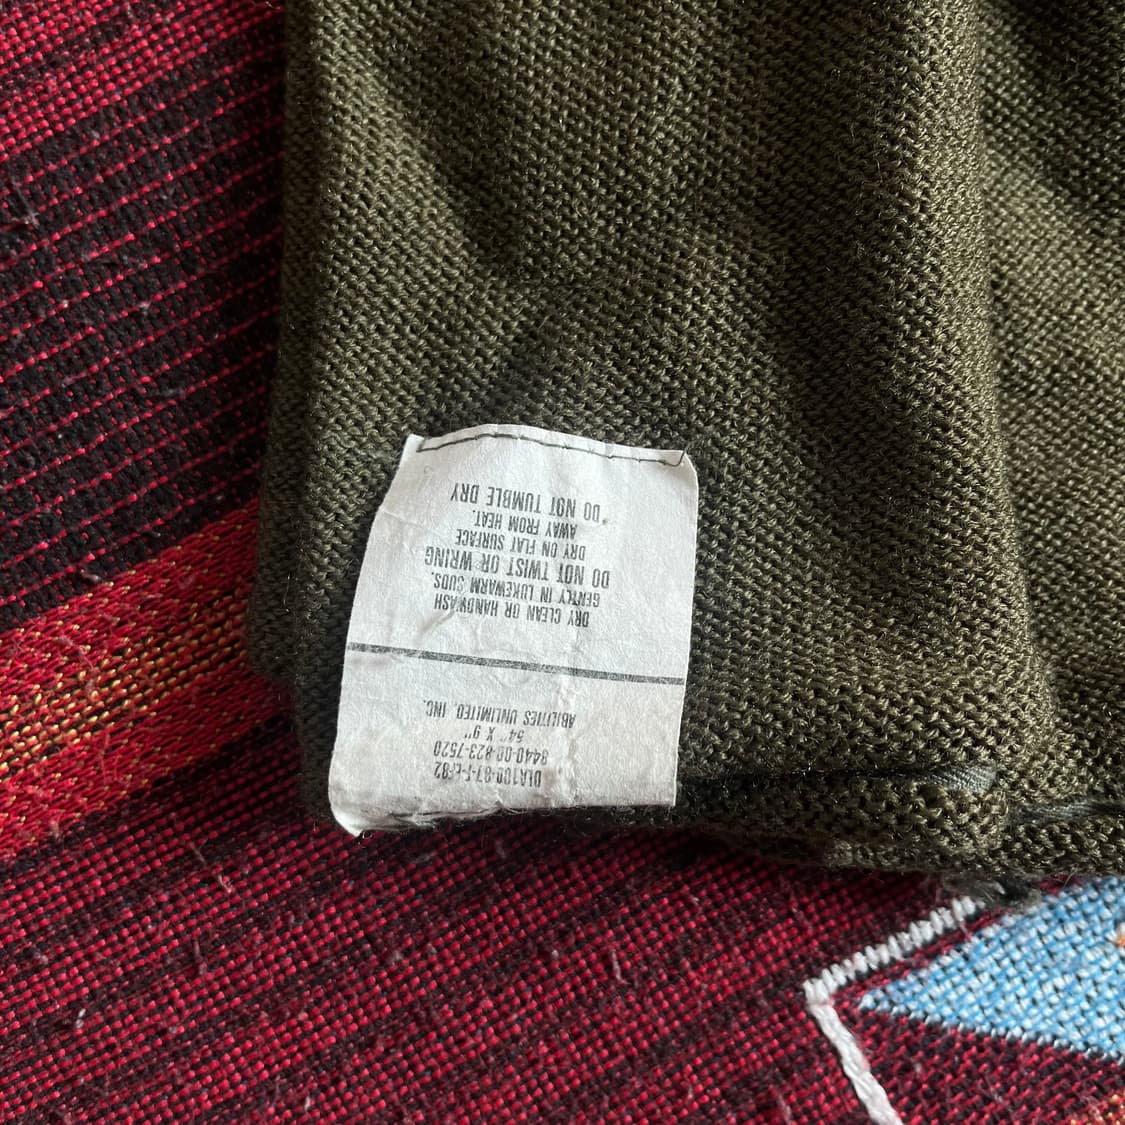 DLA100-87-F-EF82
8440-00-823-7520
54" X 9"
ABILITIES UNLIMITED, INC.
DRY CLEAN OR HANDWASH
GENTLY IN LUKEWARM SUDS.
DO NOT TWIST OR WRING
DRY ON FLAT SURFACE
AWAY FROM HEAT.
"DO NOT TUMBLE DRY